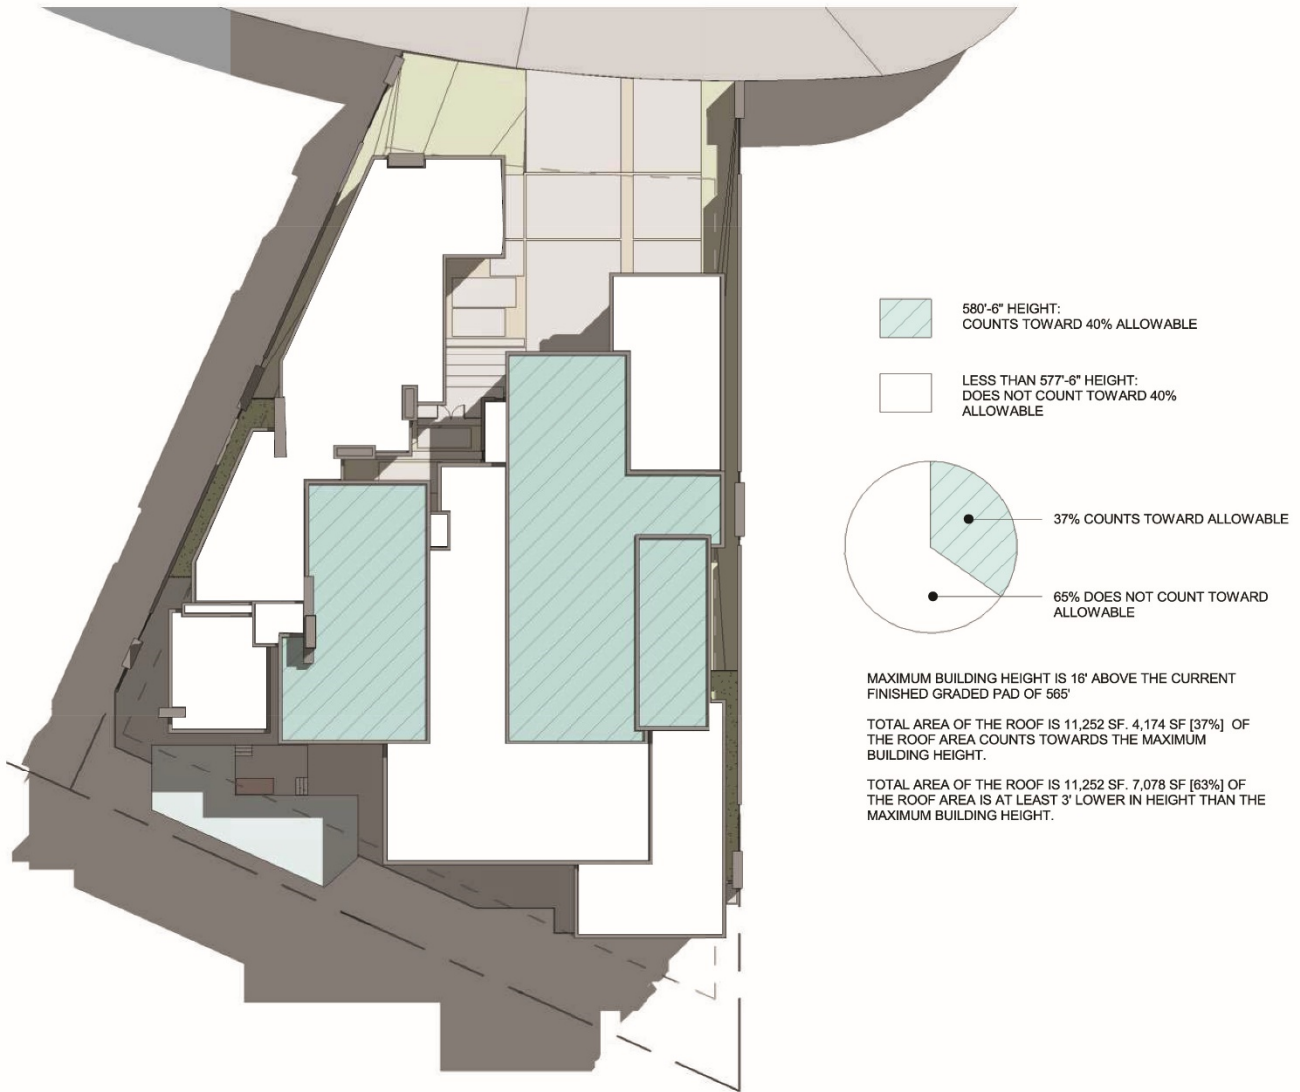 580'-6" HEIGHT:
COUNTS TOWARD 40% ALLOWABLE
LESS THAN 577'-6" HEIGHT:
DOES NOT COUNT TOWARD 40%
ALLOWABLE
37% COUNTS TOWARD ALLOWABLE
65% DOES NOT COUNT TOWARD
ALLOWABLE
MAXIMUM BUILDING HEIGHT IS 16' ABOVE THE CURRENT
FINISHED GRADED PAD OF 565'
TOTAL AREA OF THE ROOF IS 11,252 SF. 4,174 SF [37%] OF
THE ROOF AREA COUNTS TOWARDS THE MAXIMUM
BUILDING HEIGHT.
TOTAL AREA OF THE ROOF IS 11,252 SF. 7,078 SF [63%] OF
THE ROOF AREA IS AT LEAST 3' LOWER IN HEIGHT THAN THE
MAXIMUM BUILDING HEIGHT.